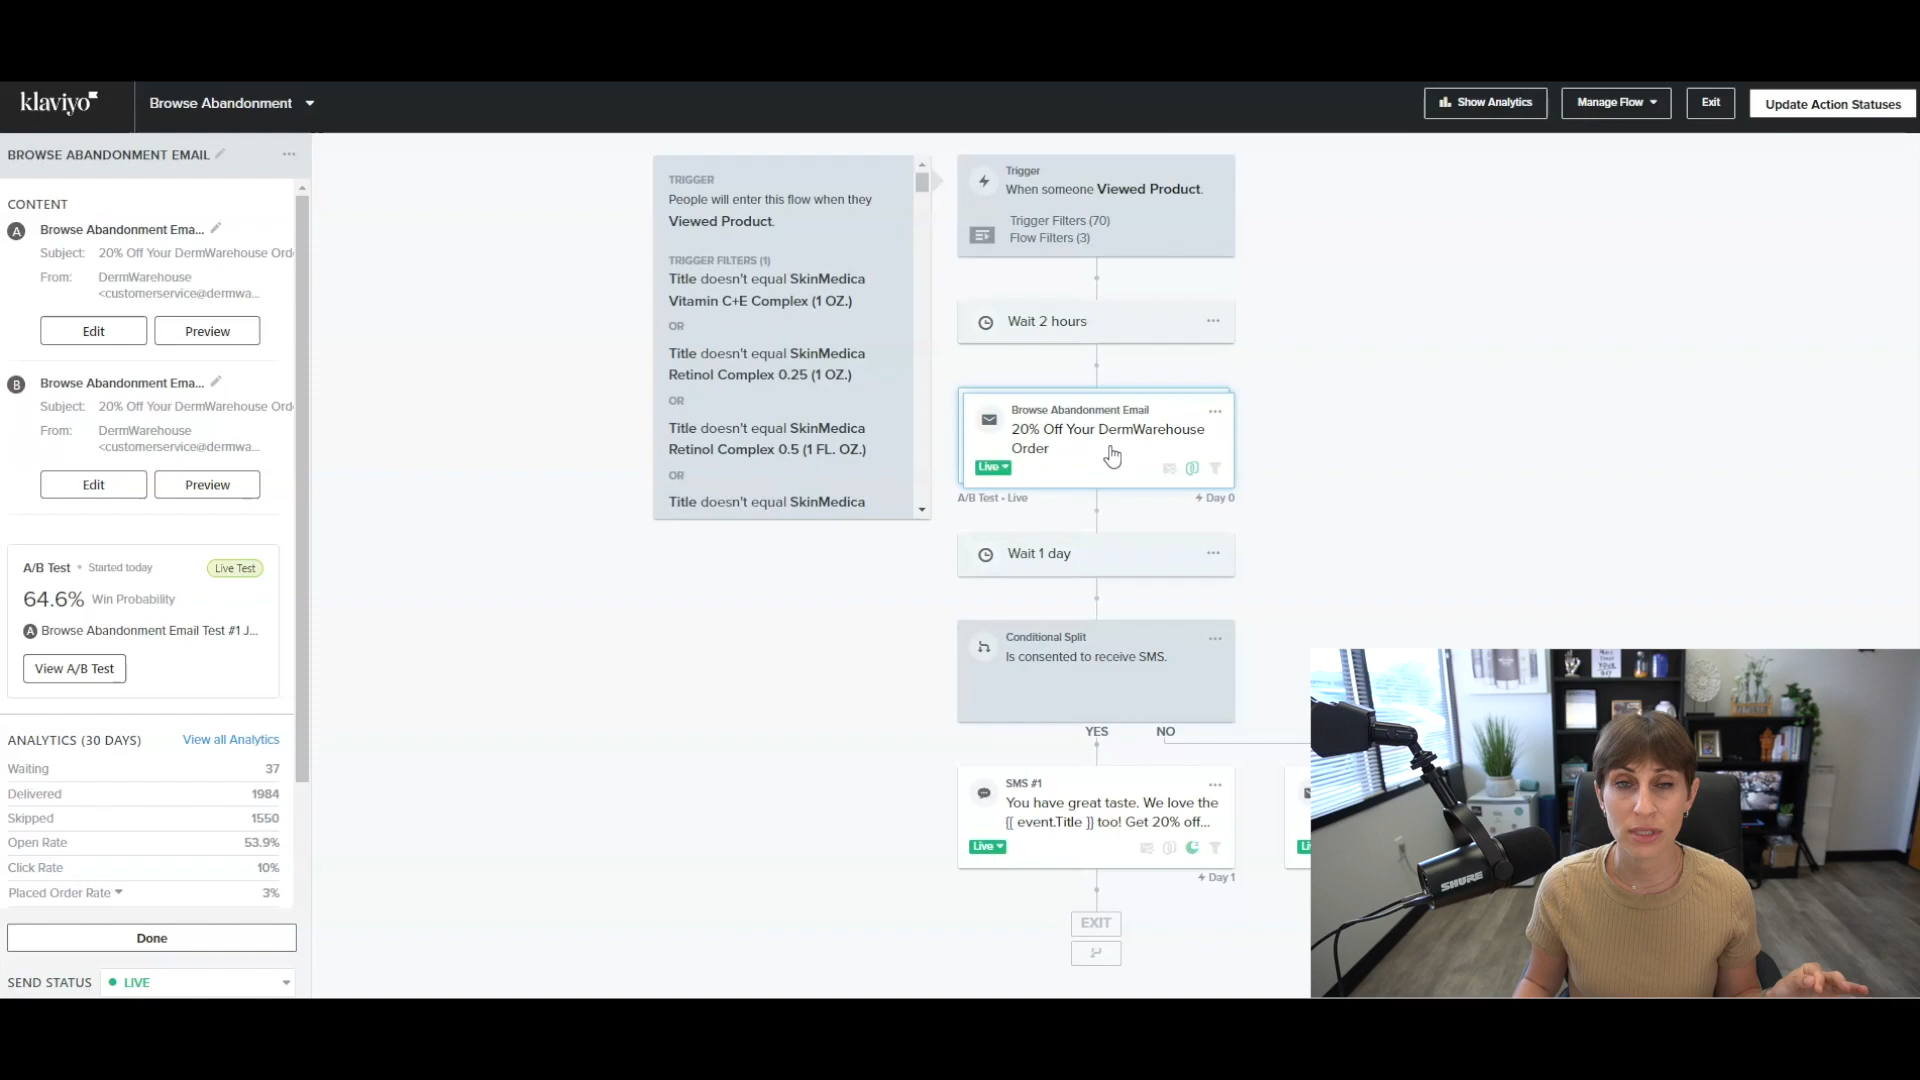 klaviyo
Browse Abandonment
Show Analytics
Manage Flow
Exit
Update Action Statuses
BROWSE ABANDONMENT EMAIL
CONTENT
A
Browse Abandonment Ema...
Subject: 20% Off Your DermWarehouse Ord
From: DermWarehouse
<customerservice@dermwa...
Edit
Preview
B
Browse Abandonment Ema...
Subject: 20% Off Your DermWarehouse Ord
From: DermWarehouse
<customerservice@dermwa...
Edit
Preview
A/B Test • Started today
Live Test
64.6% Win Probability
A Browse Abandonment Email Test #1 J...
View A/B Test
ANALYTICS (30 DAYS)
View all Analytics
Waiting 37
Delivered 1984
Skipped 1550
Open Rate 53.9%
Click Rate 10%
Placed Order Rate 3%
Done
SEND STATUS
LIVE
TRIGGER
People will enter this flow when they
Viewed Product.
TRIGGER FILTERS (1)
Title doesn't equal SkinMedica
Vitamin C+E Complex (1 OZ.)
OR
Title doesn't equal SkinMedica
Retinol Complex 0.25 (1 OZ.)
OR
Title doesn't equal SkinMedica
Retinol Complex 0.5 (1 FL. OZ.)
OR
Title doesn't equal SkinMedica
Trigger
When someone Viewed Product.
Trigger Filters (70)
Flow Filters (3)
Wait 2 hours
Browse Abandonment Email
20% Off Your DermWarehouse
Order
Live
A/B Test • Live
Day 0
Wait 1 day
Conditional Split
Is consented to receive SMS.
YES
NO
SMS #1
You have great taste. We love the
{{ event.Title }} too! Get 20% off...
Live
Day 1
EXIT
Li
SHURE